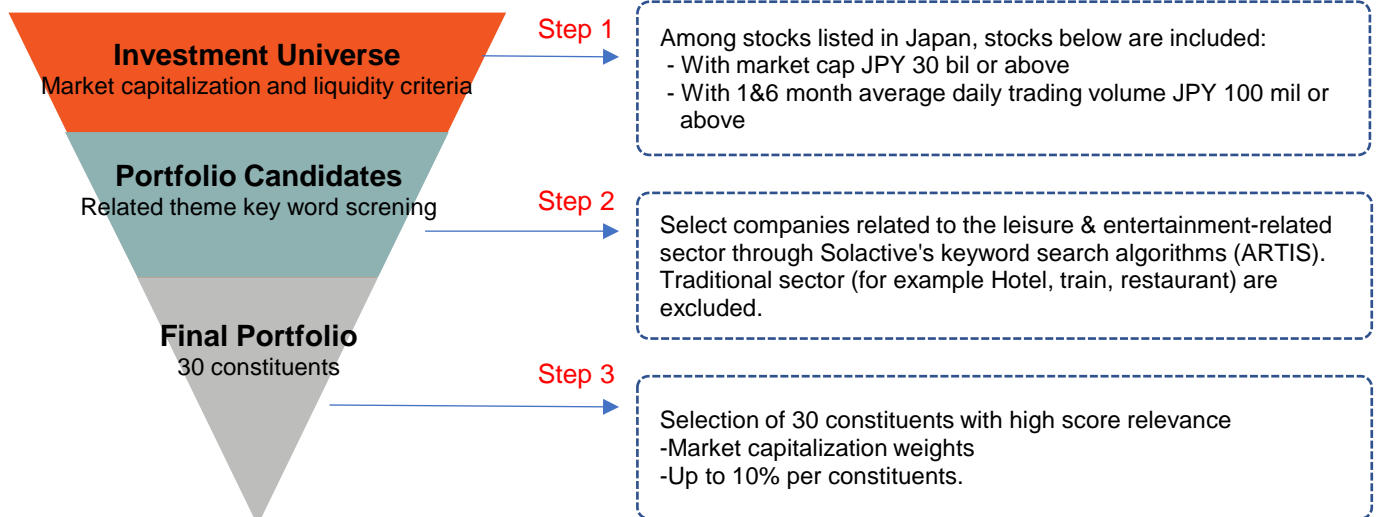 Investment Universe
Market capitalization and liquidity criteria
Step 1
Among stocks listed in Japan, stocks below are included:
- With market cap JPY 30 bil or above
- With 1&6 month average daily trading volume JPY 100 mil or
above
Portfolio Candidates
Related theme key word screning
Step 2
Select companies related to the leisure & entertainment-related
sector through Solactive's keyword search algorithms (ARTIS).
Traditional sector (for example Hotel, train, restaurant) are
excluded.
Final Portfolio
30 constituents
Step 3
Selection of 30 constituents with high score relevance
-Market capitalization weights
-Up to 10% per constituents.